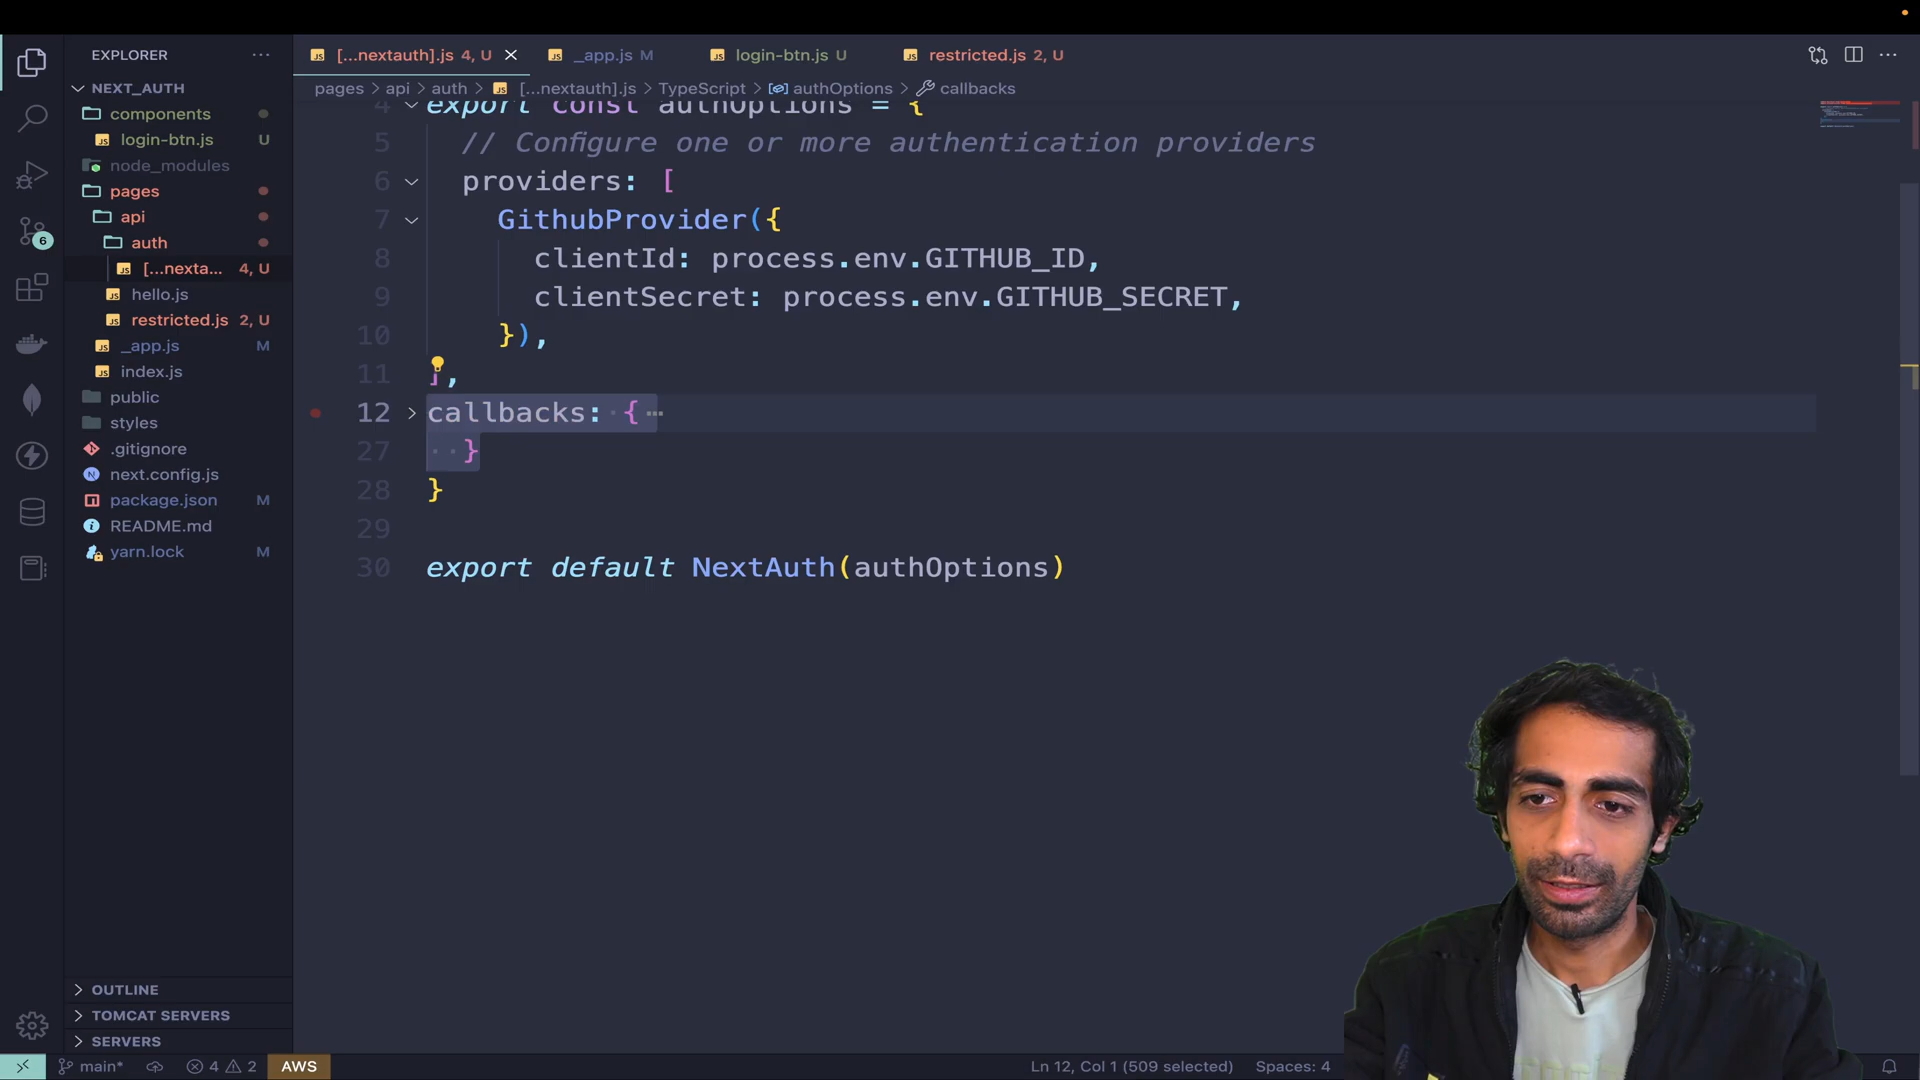 EXPLORER
NEXT_AUTH
components
login-btn.js U
node_modules
pages
api
auth
[...nexta... 4, U
hello.js
restricted.js 2, U
_app.js M
index.js
public
styles
.gitignore
next.config.js
package.json M
README.md
yarn.lock M
OUTLINE
TOMCAT SERVERS
SERVERS
6
[...nextauth].js 4, U
_app.js M
login-btn.js U
restricted.js 2, U
pages > api > auth > [...nextauth].js > TypeScript > authOptions > callbacks
4 export const authOptions = {
5 // Configure one or more authentication providers
6 providers: [
7 GithubProvider({
8 clientId: process.env.GITHUB_ID,
9 clientSecret: process.env.GITHUB_SECRET,
10 }),
11 ],
12 callbacks: { ···
27 }
28 }
29
30 export default NextAuth(authOptions)
main* 4 2 AWS Ln 12, Col 1 (509 selected) Spaces: 4